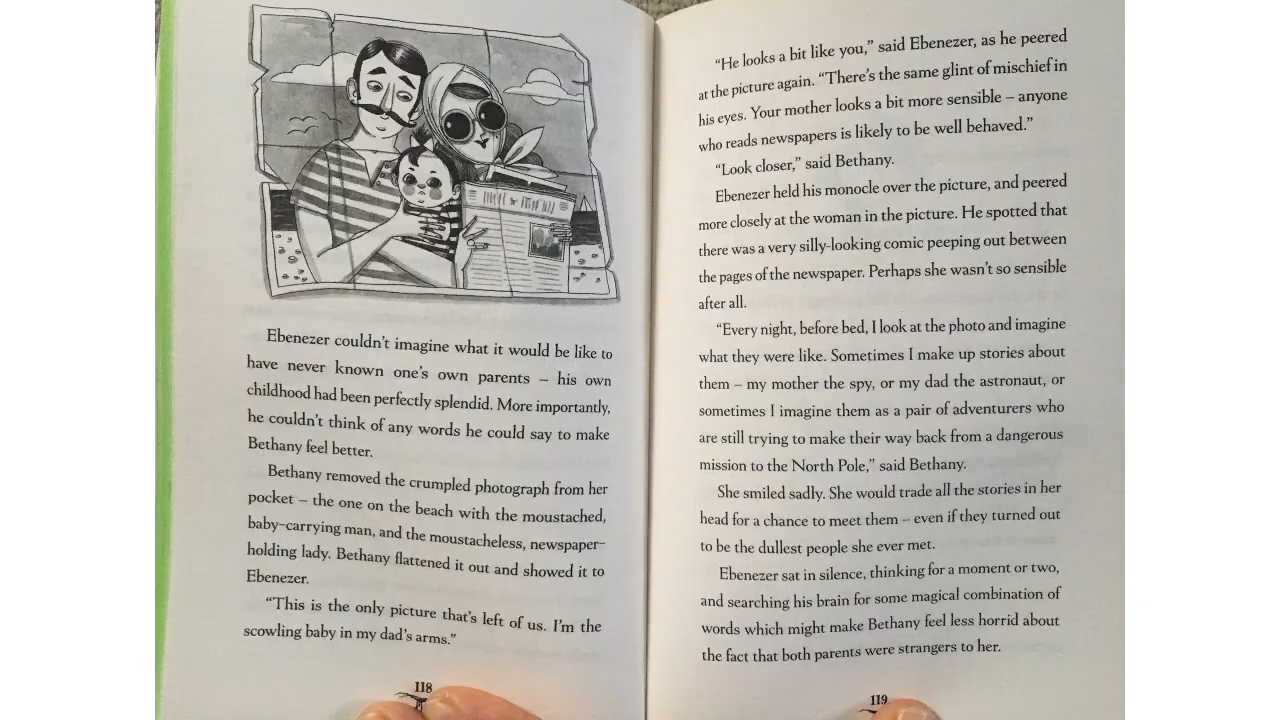 Ebenezer couldn’t imagine what it would be like to
have never known one’s own parents – his own
childhood had been perfectly splendid. More importantly,
he couldn’t think of any words he could say to make
Bethany feel better.
Bethany removed the crumpled photograph from her
pocket – the one on the beach with the moustached,
baby-carrying man, and the moustacheless, newspaper-
holding lady. Bethany flattened it out and showed it to
Ebenezer.
“This is the only picture that’s left of us. I’m the
scowling baby in my dad’s arms.”
118
“He looks a bit like you,” said Ebenezer, as he peered
at the picture again. “There’s the same glint of mischief in
his eyes. Your mother looks a bit more sensible – anyone
who reads newspapers is likely to be well behaved.”
“Look closer,” said Bethany.
Ebenezer held his monocle over the picture, and peered
more closely at the woman in the picture. He spotted that
there was a very silly-looking comic peeping out between
the pages of the newspaper. Perhaps she wasn’t so sensible
after all.
“Every night, before bed, I look at the photo and imagine
what they were like. Sometimes I make up stories about
them – my mother the spy, or my dad the astronaut, or
sometimes I imagine them as a pair of adventurers who
are still trying to make their way back from a dangerous
mission to the North Pole,” said Bethany.
She smiled sadly. She would trade all the stories in her
head for a chance to meet them – even if they turned out
to be the dullest people she ever met.
Ebenezer sat in silence, thinking for a moment or two,
and searching his brain for some magical combination of
words which might make Bethany feel less horrid about
the fact that both parents were strangers to her.
119